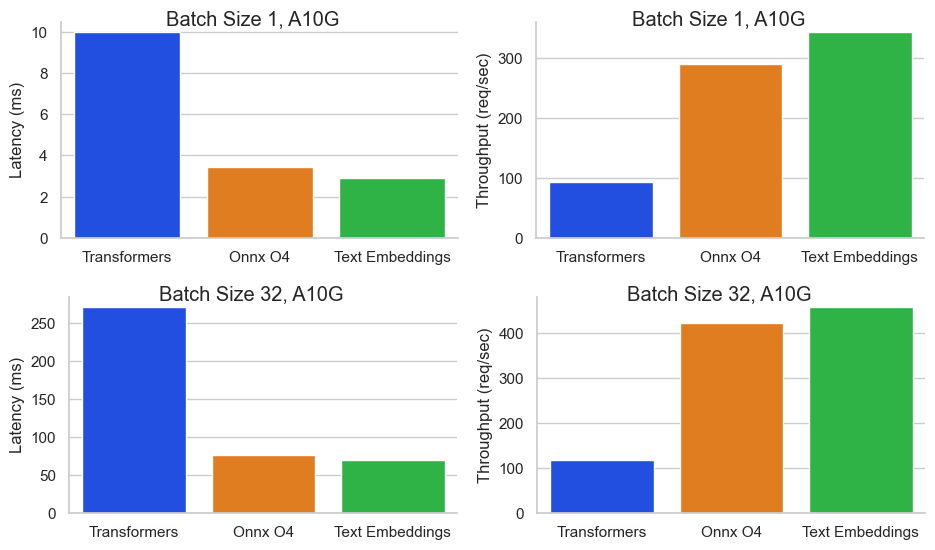 Batch Size 1, A10G
Latency (ms)
10
8
6
4
2
0
Transformers
Onnx O4
Text Embeddings
Batch Size 1, A10G
Throughput (req/sec)
300
200
100
0
Transformers
Onnx O4
Text Embeddings
Batch Size 32, A10G
Latency (ms)
250
200
150
100
50
0
Transformers
Onnx O4
Text Embeddings
Batch Size 32, A10G
Throughput (req/sec)
400
300
200
100
0
Transformers
Onnx O4
Text Embeddings